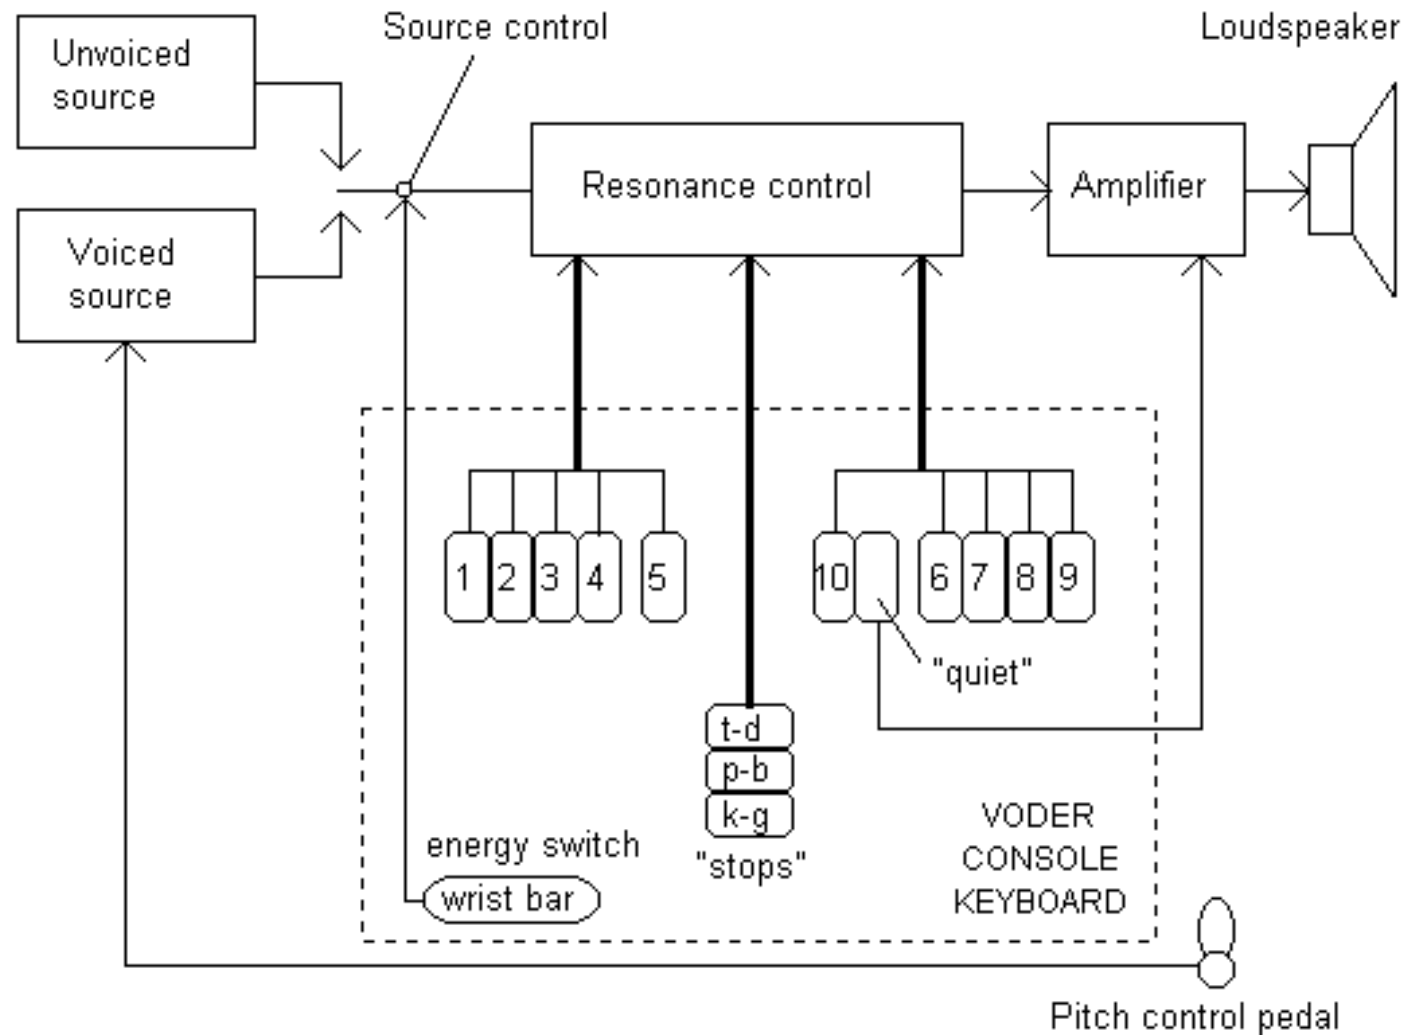 Source control
Loudspeaker
Unvoiced
source
Resonance control
Amplifier
Voiced
source
1 2 3 4 5 10 6 7 8 9
"quiet"
t-d
p-b
k-g
"stops"
energy switch
wrist bar
VODER
CONSOLE
KEYBOARD
Pitch control pedal